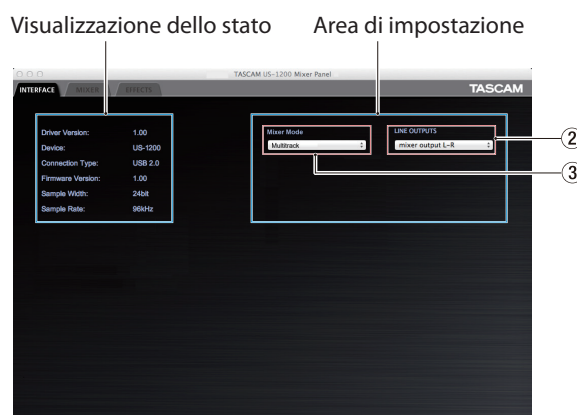 Visualizzazione dello stato
Area di impostazione
TASCAM US-1200 Mixer Panel
INTERFACE
MIXER
EFFECTS
TASCAM
Driver Version: 1.00
Device: US-1200
Connection Type: USB 2.0
Firmware Version: 1.00
Sample Width: 24bit
Sample Rate: 96kHz
Mixer Mode
Multitrack
LINE OUTPUTS
mixer output L-R
②
③